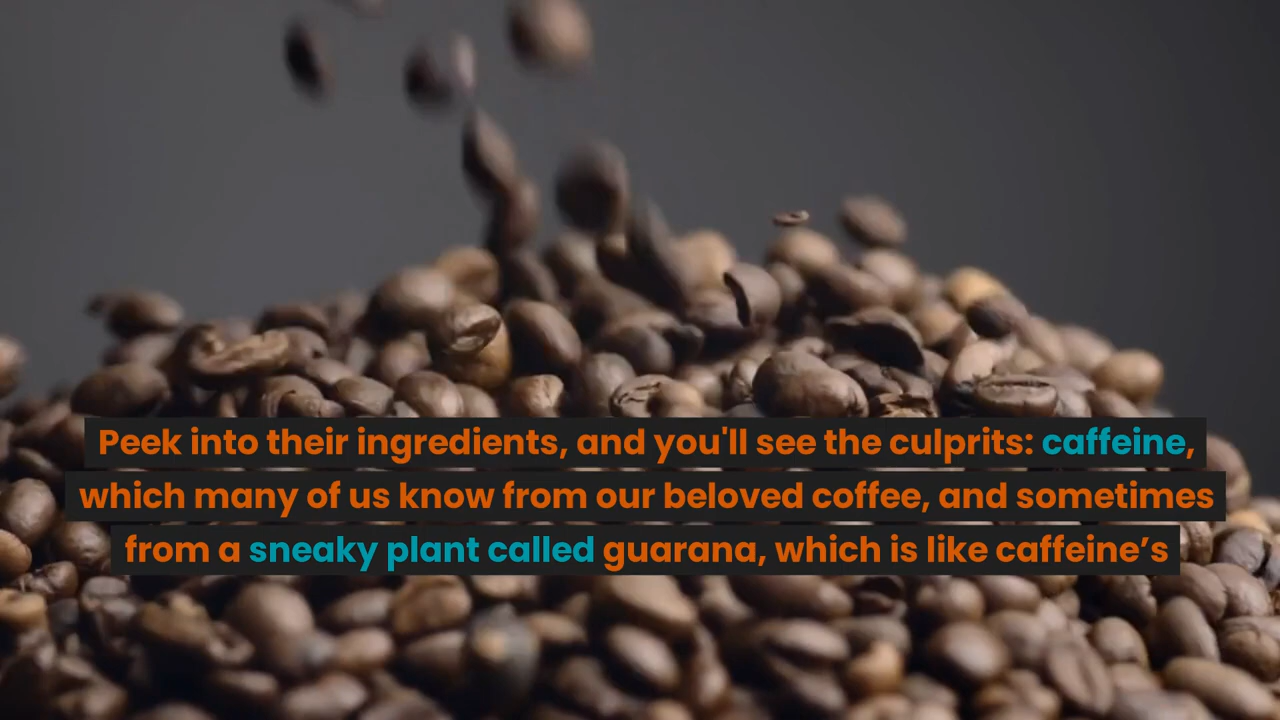 Peek into their ingredients, and you'll see the culprits: caffeine,
which many of us know from our beloved coffee, and sometimes
from a sneaky plant called guarana, which is like caffeine’s